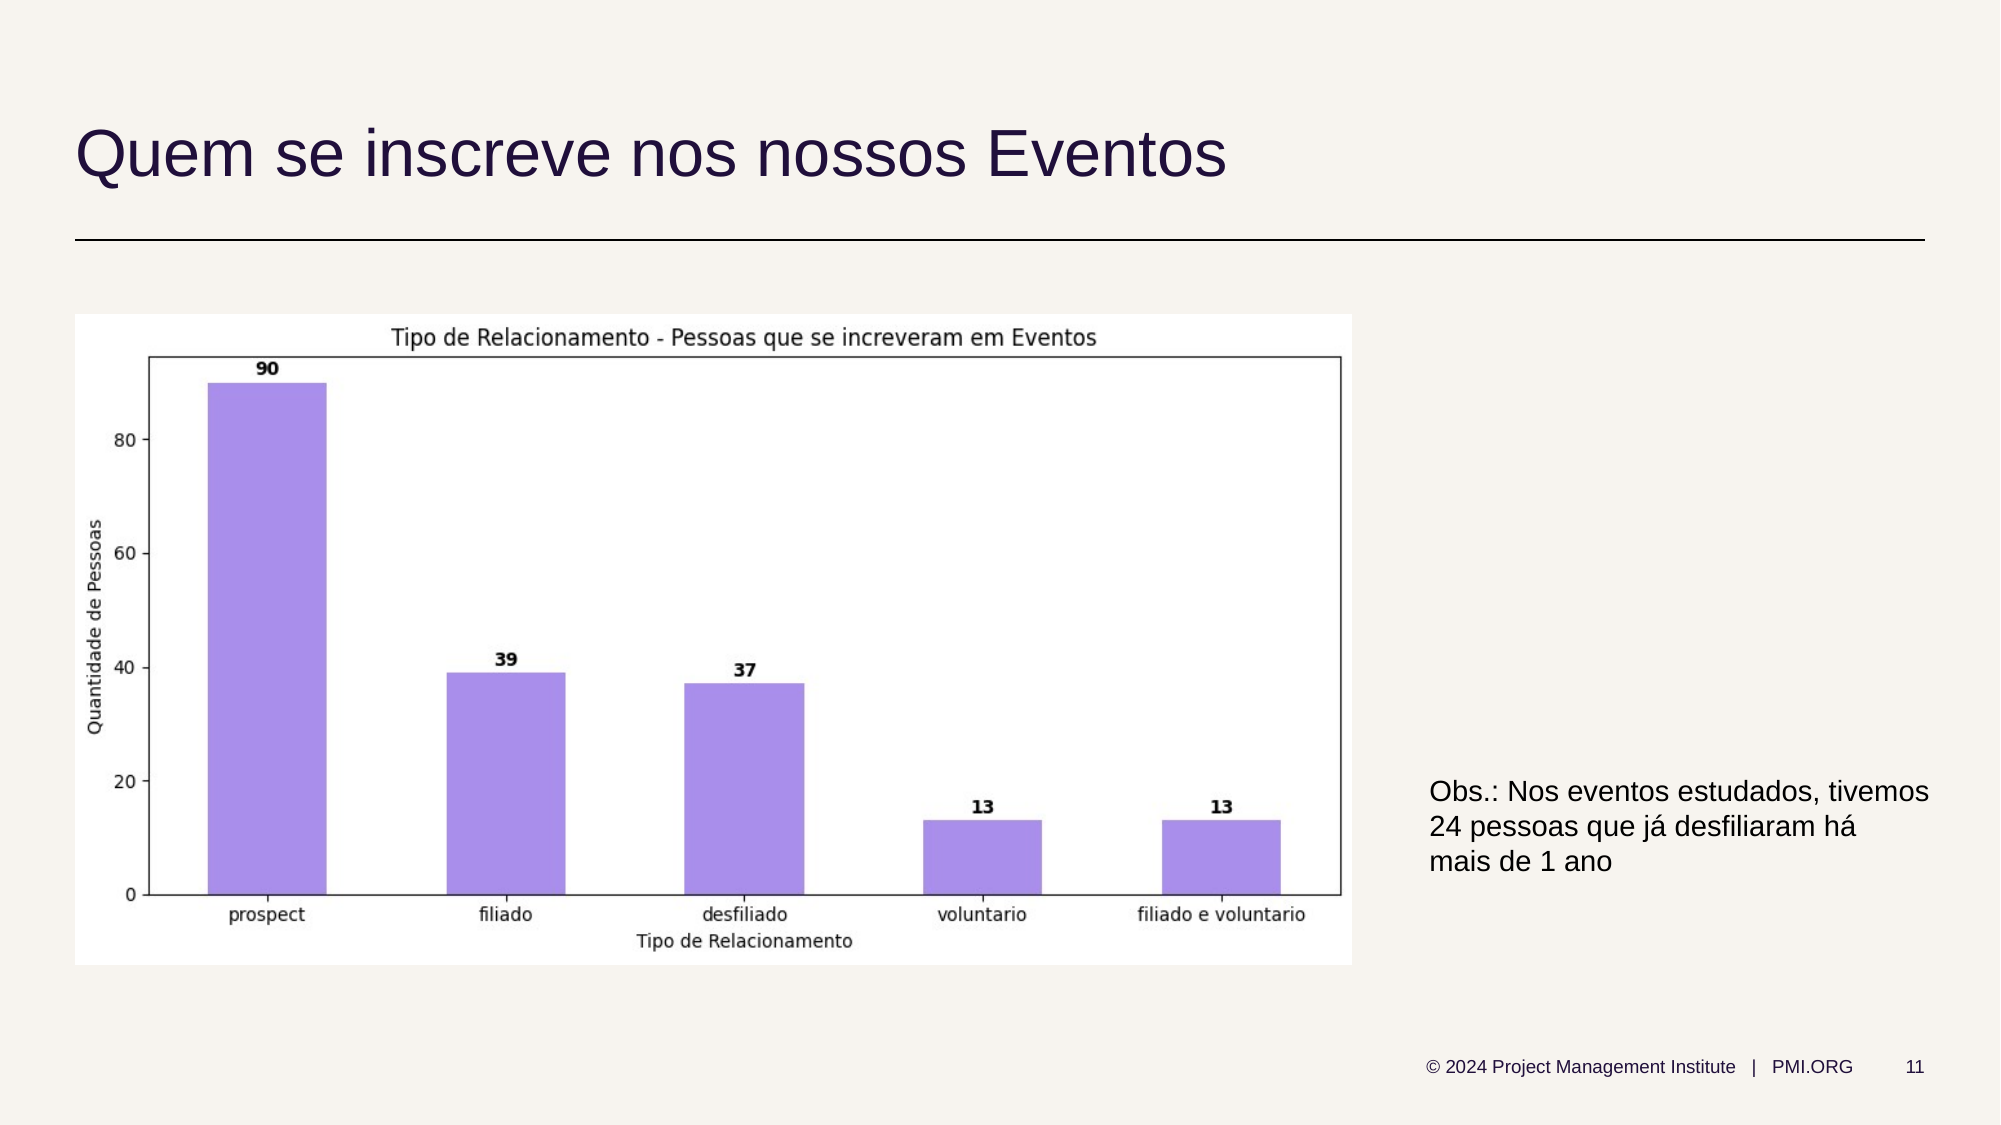 Quem se inscreve nos nossos Eventos
Tipo de Relacionamento - Pessoas que se increveram em Eventos
Quantidade de Pessoas
80
60
40
20
0
90
39
37
13
13
prospect
filiado
desfiliado
voluntario
filiado e voluntario
Tipo de Relacionamento
Obs.: Nos eventos estudados, tivemos
24 pessoas que já desfiliaram há
mais de 1 ano
© 2024 Project Management Institute | PMI.ORG 11